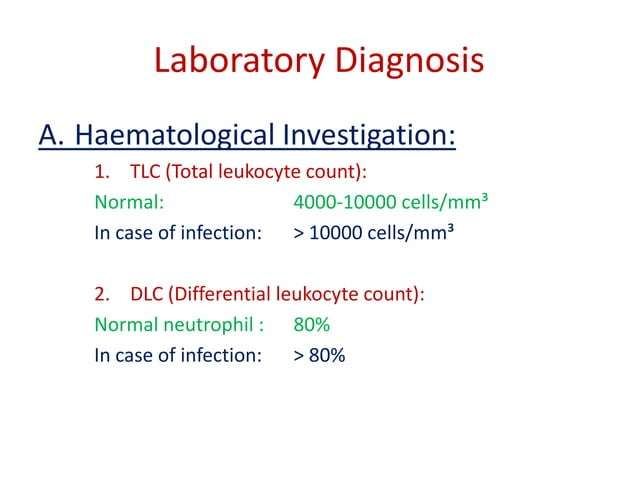 Laboratory Diagnosis
A. Haematological Investigation:
1. TLC (Total leukocyte count):
Normal: 4000-10000 cells/mm³
In case of infection: > 10000 cells/mm³
2. DLC (Differential leukocyte count):
Normal neutrophil : 80%
In case of infection: > 80%